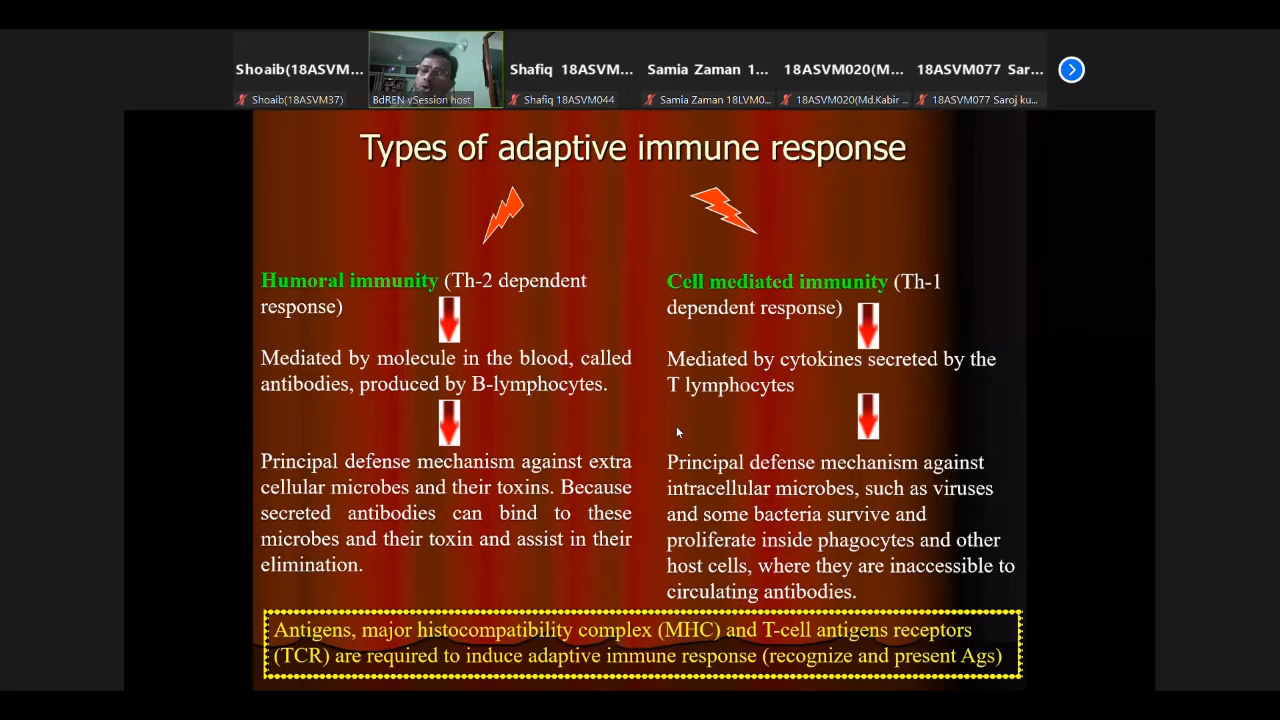 Shoaib(18ASVM...
Shafiq 18ASVM...
Samia Zaman 1...
18ASVM020(M...
18ASVM077 Sar...
Shoaib(18ASVM37)
BdREN vSession host
Shafiq 18ASVM044
Samia Zaman 18LVM0...
18ASVM020(Md.Kabir ...
18ASVM077 Saroj ku...
Types of adaptive immune response
Humoral immunity (Th-2 dependent
response)
Mediated by molecule in the blood, called
antibodies, produced by B-lymphocytes.
Principal defense mechanism against extra
cellular microbes and their toxins. Because
secreted antibodies can bind to these
microbes and their toxin and assist in their
elimination.
Cell mediated immunity (Th-1
dependent response)
Mediated by cytokines secreted by the
T lymphocytes
Principal defense mechanism against
intracellular microbes, such as viruses
and some bacteria survive and
proliferate inside phagocytes and other
host cells, where they are inaccessible to
circulating antibodies.
Antigens, major histocompatibility complex (MHC) and T-cell antigens receptors
(TCR) are required to induce adaptive immune response (recognize and present Ags)